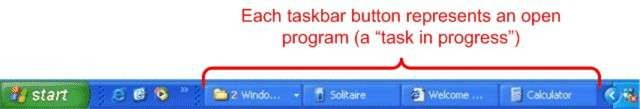 Each taskbar button represents an open
program (a “task in progress”)
start
»
2 Windo...
Solitaire
Welcome ...
Calculator